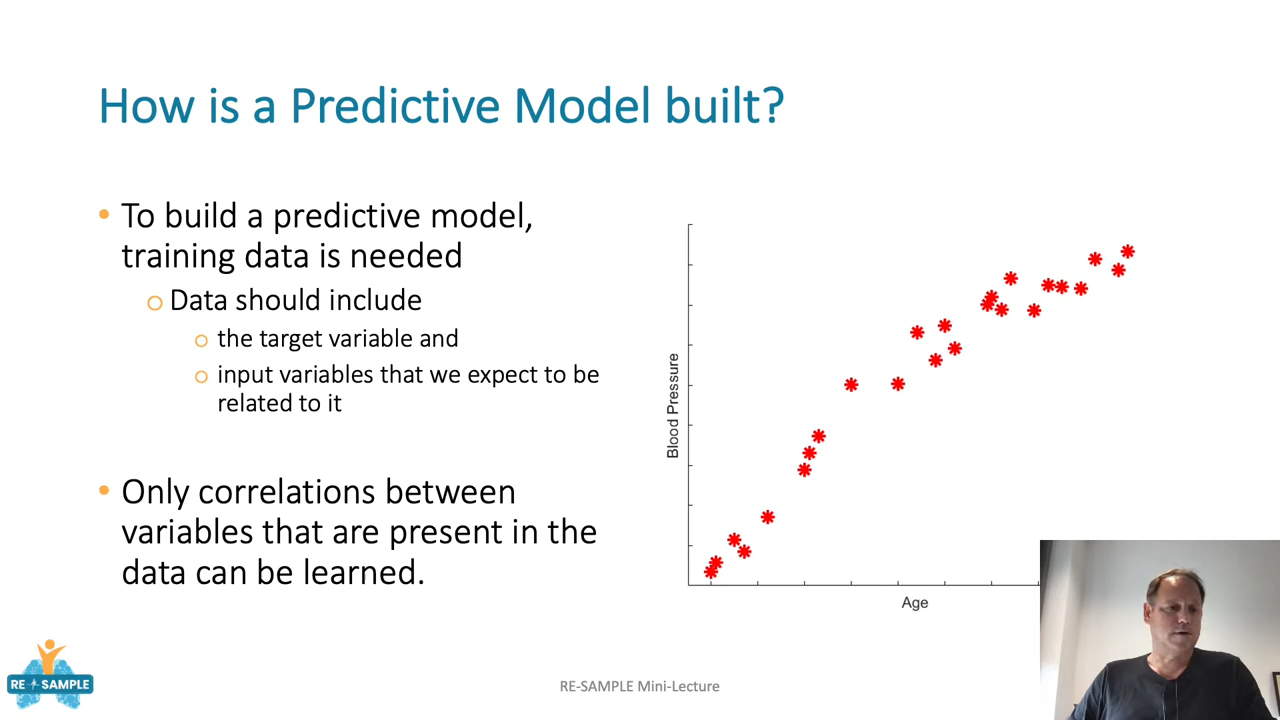 How is a Predictive Model built?
• To build a predictive model,
training data is needed
o Data should include
o the target variable and
o input variables that we expect to be
related to it
• Only correlations between
variables that are present in the
data can be learned.
Blood Pressure
Age
RE SAMPLE
RE-SAMPLE Mini-Lecture